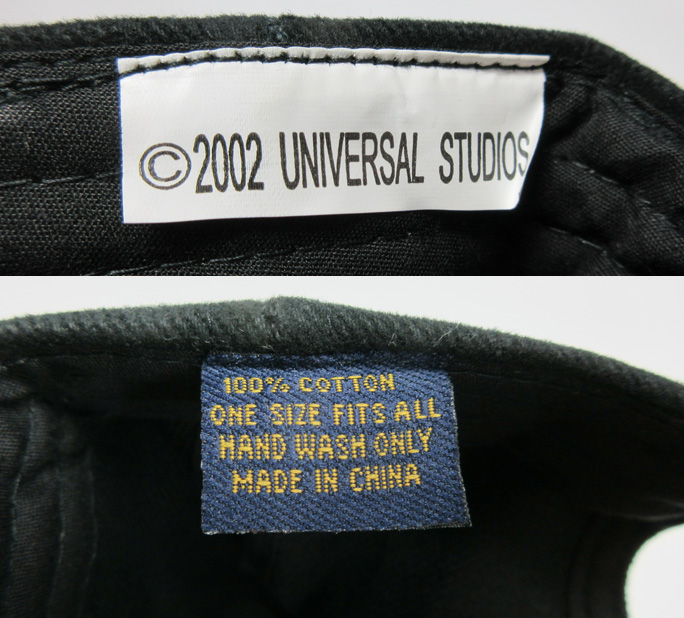 ©2002 UNIVERSAL STUDIOS
100% COTTON
ONE SIZE FITS ALL
HAND WASH ONLY
MADE IN CHINA